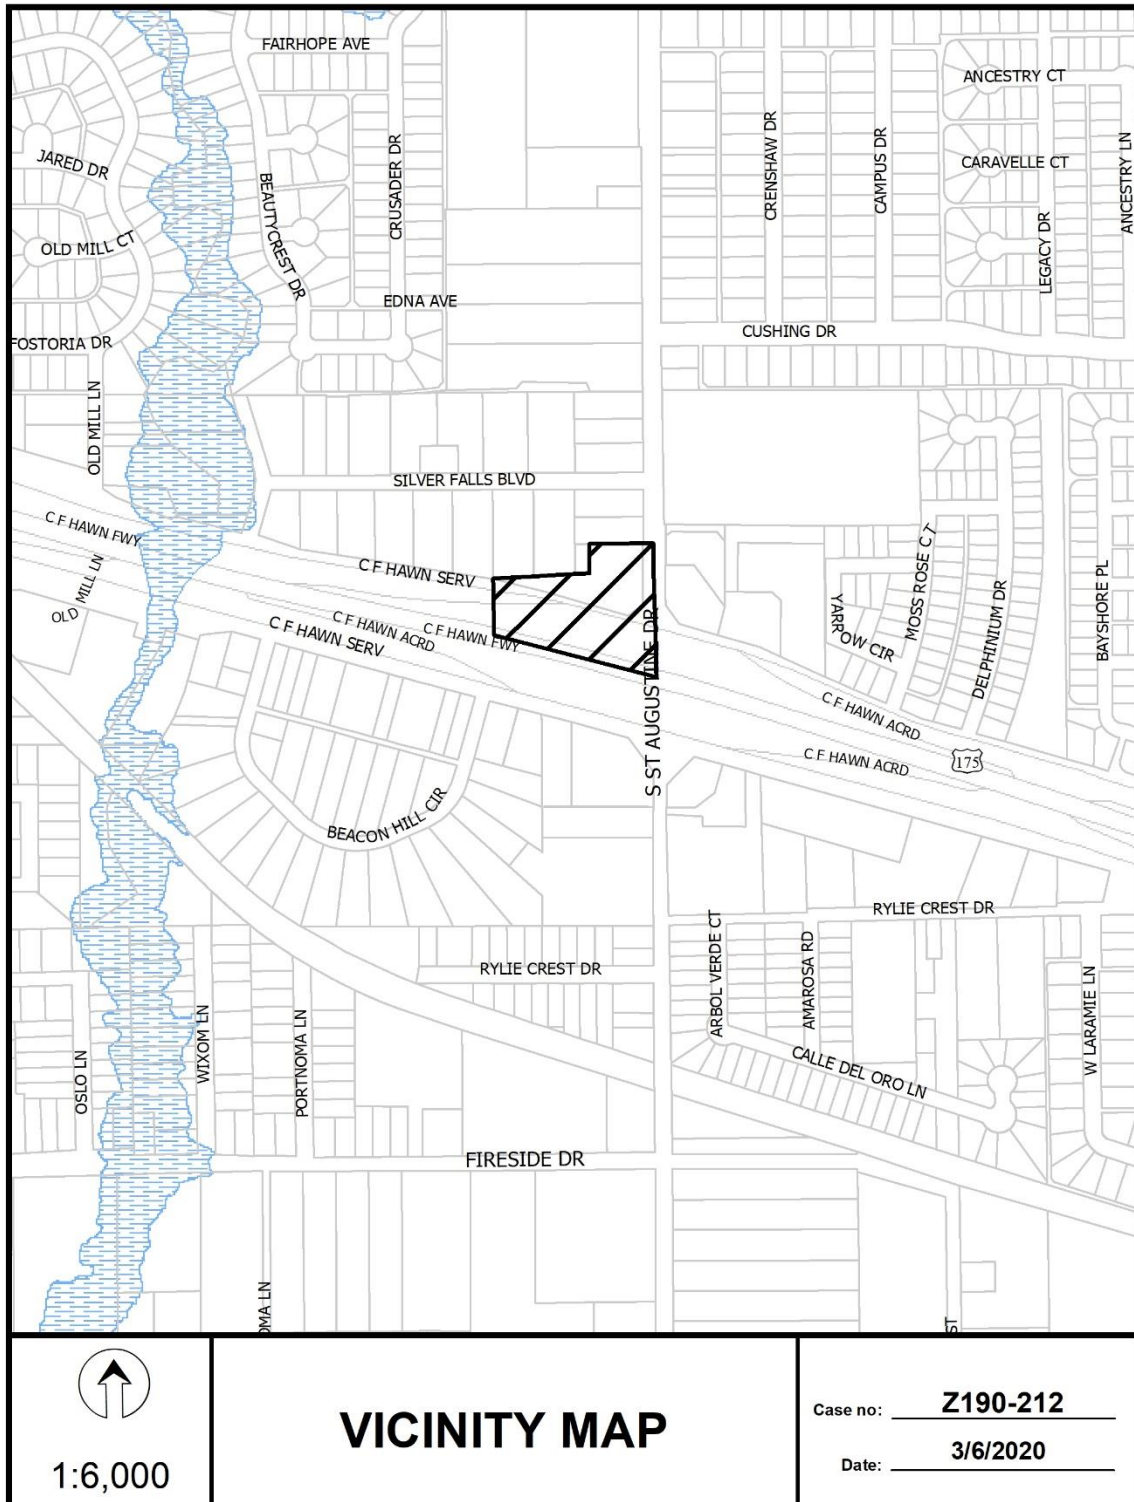 FAIRHOPE AVE
ANCESTRY CT
JARED DR
BEAUTYCREST DR
CRUSADER DR
CRENSHAW DR
CAMPUS DR
CARAVELLE CT
ANCESTRY LN
OLD MILL CT
LEGACY DR
EDNA AVE
FOSTORIA DR
CUSHING DR
OLD MILL LN
SILVER FALLS BLVD
C F HAWN FWY
C F HAWN SERV
OLD MILL LN
C F HAWN ACRD
C F HAWN SERV
C F HAWN FWY
S ST AUGUSTINE DR
YARR
OW CIR
MOSS ROSE CT
DELPHINIUM DR
BAYSHORE PL
C F HAWN ACRD
C F HAWN ACRD
175
BEACON HILL CIR
RYLIE CREST DR
RYLIE CREST DR
ARBOL VERDE CT
AMAROSA RD
W LARAMIE LN
OSLO LN
WIXOM LN
PORTNOMA LN
CALLE DEL ORO LN
FIRESIDE DR
OMA LN
ST
1:6,000
VICINITY MAP
Case no: Z190-212
Date: 3/6/2020